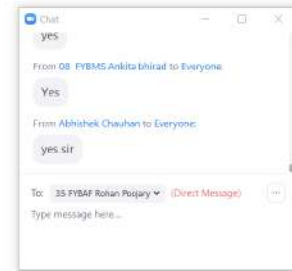 Chat
yes
From 08 FYBMS Ankita bhirad to Everyone:
Yes
From Abhishek Chauhan to Everyone:
yes sir
To: 35 FYBAF Rohan Poojary (Direct Message)
Type message here...